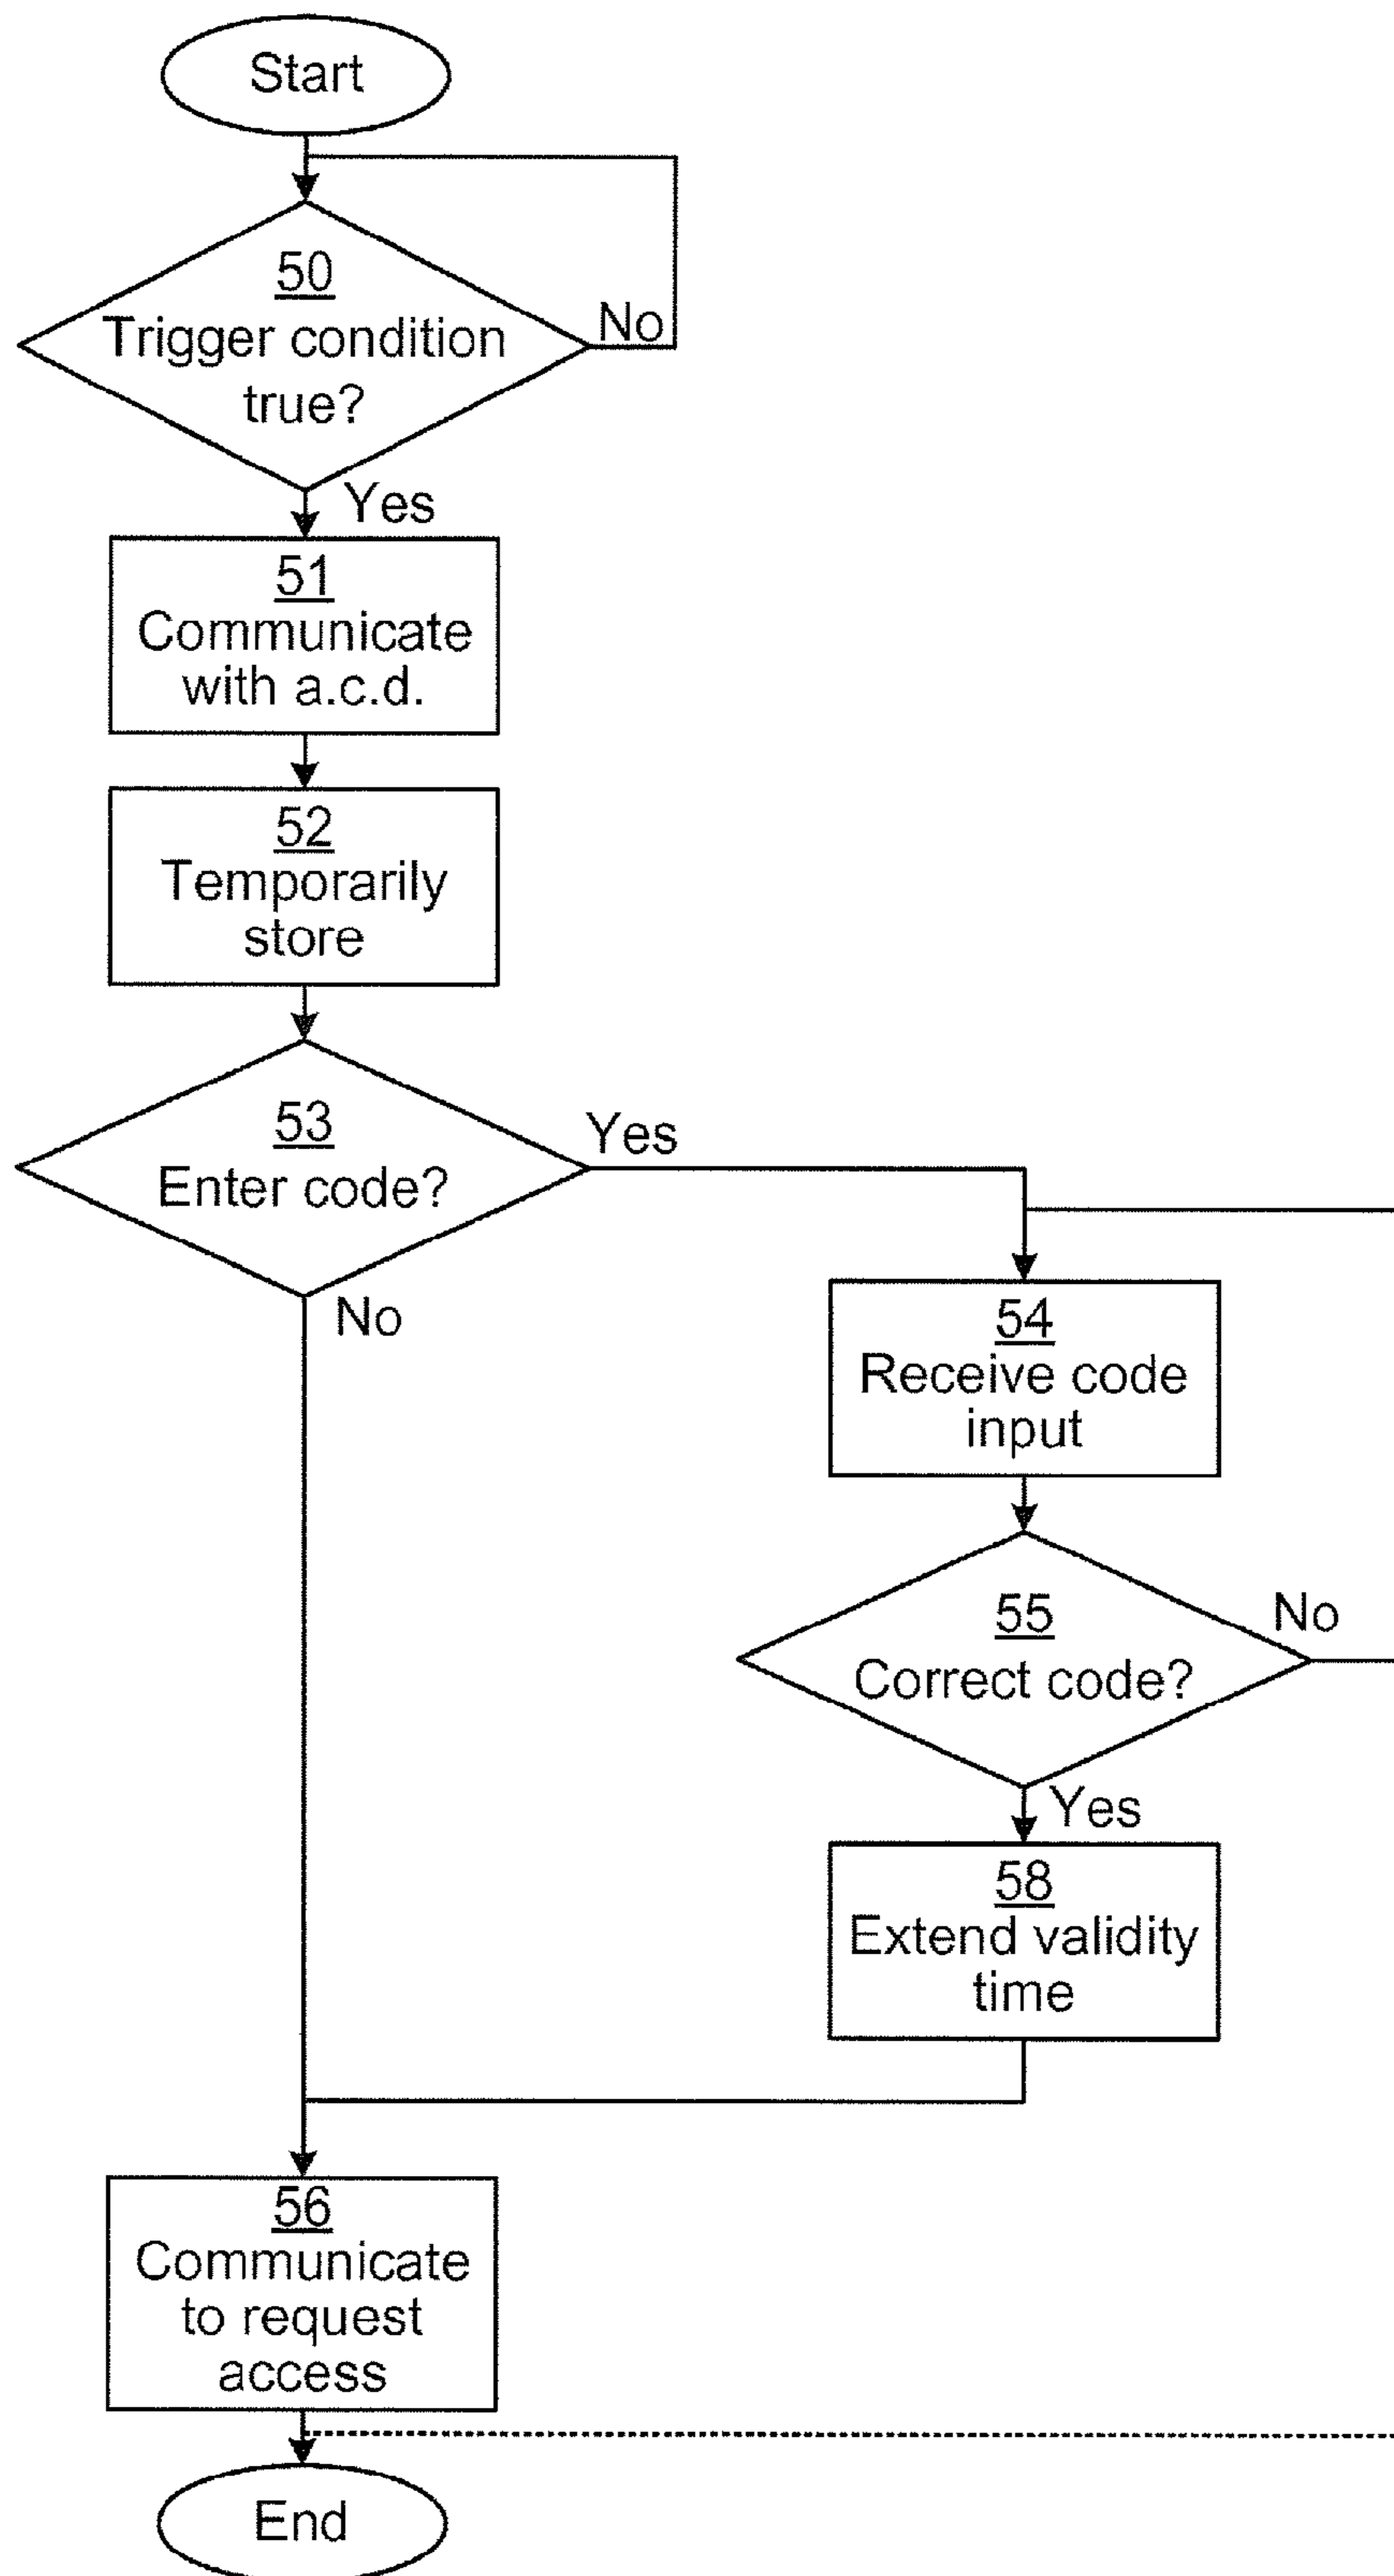 Start
50
Trigger condition
true?
No
Yes
51
Communicate
with a.c.d.
52
Temporarily
store
53
Enter code?
Yes
No
54
Receive code
input
55
Correct code?
No
Yes
58
Extend validity
time
56
Communicate
to request
access
End